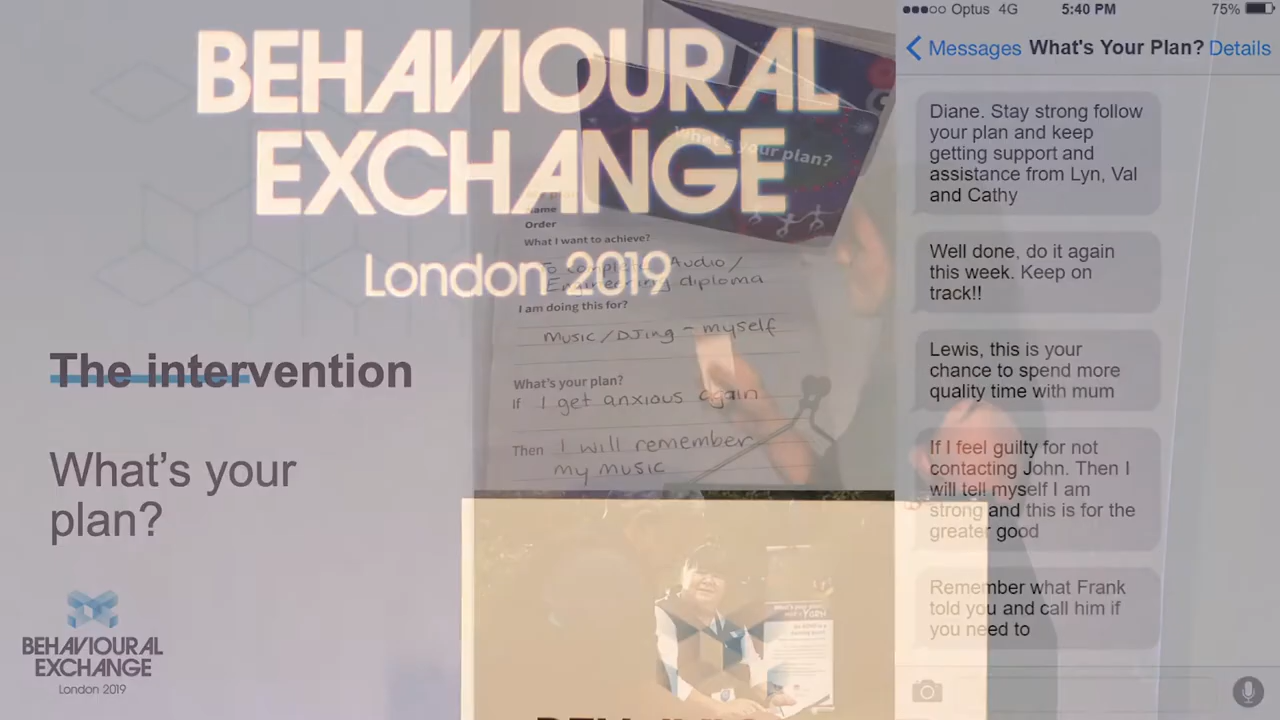 BEHAVIOURAL
EXCHANGE
London 2019
The intervention
What's your
plan?
BEHAVIOURAL
EXCHANGE
London 2019
What's your plan?
Name
Order
What I want to achieve?
To complete Audio/
Engineering diploma
I am doing this for?
Music/DJing - myself
What's your plan?
If I get anxious again
Then I will remember
my music
Optus 4G 5:40 PM 75%
Messages What's Your Plan? Details
Diane. Stay strong follow
your plan and keep
getting support and
assistance from Lyn, Val
and Cathy
Well done, do it again
this week. Keep on
track!!
Lewis, this is your
chance to spend more
quality time with mum
If I feel guilty for not
contacting John. Then I
will tell myself I am
strong and this is for the
greater good
Remember what Frank
told you and call him if
you need to